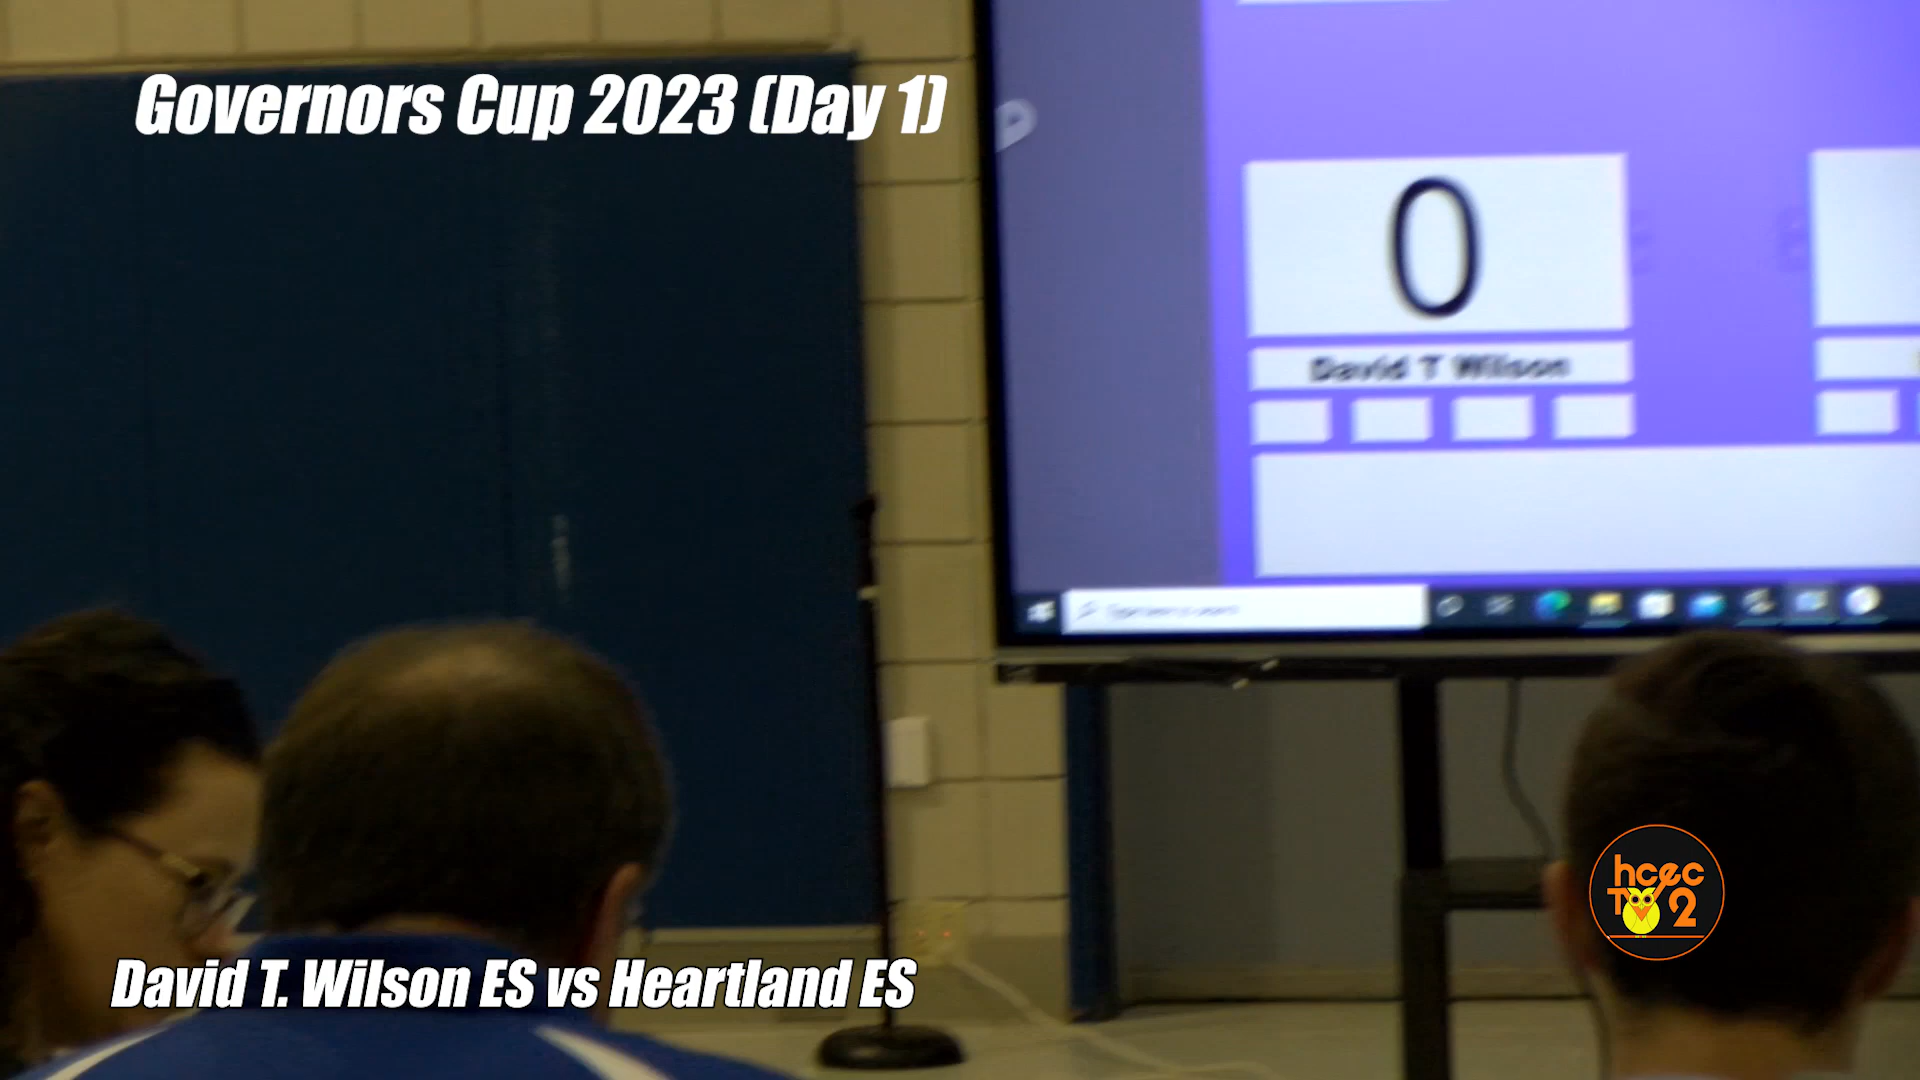 Governors Cup 2023 (Day 1)
0
David T Wilson
David T. Wilson ES vs Heartland ES
hcec
TV 2